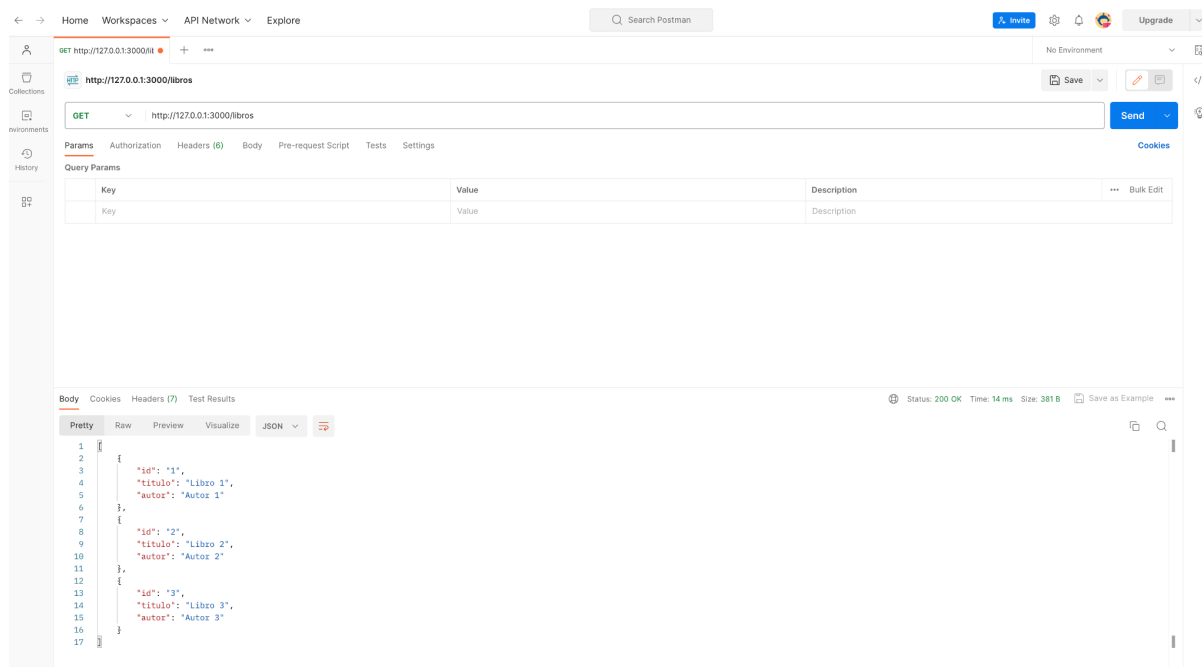 Home Workspaces API Network Explore Search Postman Invite Upgrade
GET http://127.0.0.1:3000/lib No Environment
HTTP http://127.0.0.1:3000/libros Save
GET http://127.0.0.1:3000/libros Send
Collections
Environments
History
Params Authorization Headers (6) Body Pre-request Script Tests Settings Cookies
Query Params
Key Value Description Bulk Edit
Key Value Description
Body Cookies Headers (7) Test Results Status: 200 OK Time: 14 ms Size: 381 B Save as Example
Pretty Raw Preview Visualize JSON
1 [
2 {
3 "id": "1",
4 "titulo": "Libro 1",
5 "autor": "Autor 1"
6 },
7 {
8 "id": "2",
9 "titulo": "Libro 2",
10 "autor": "Autor 2"
11 },
12 {
13 "id": "3",
14 "titulo": "Libro 3",
15 "autor": "Autor 3"
16 }
17 ]